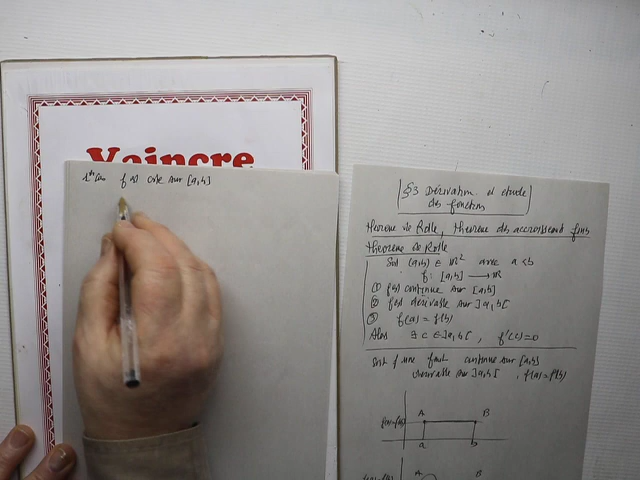 Vaincre
1er Cas f est cste sur [a,b]
§3 Dérivation et étude
des fonctions
Théorème de Rolle, théorème des accroissements finis
Théorème de Rolle
Soit (a,b) ∈ ℝ² avec a<b
f: [a,b] → ℝ
① f est continue sur [a,b]
② f est dérivable sur ]a,b[
③ f(a) = f(b)
Alors ∃ c ∈ ]a,b[, f'(c)=0
Soit f une fonct continue sur [a,b]
dérivable sur ]a,b[, f(a)=f(b)
A B
f(a)=f(b)
a b
A B